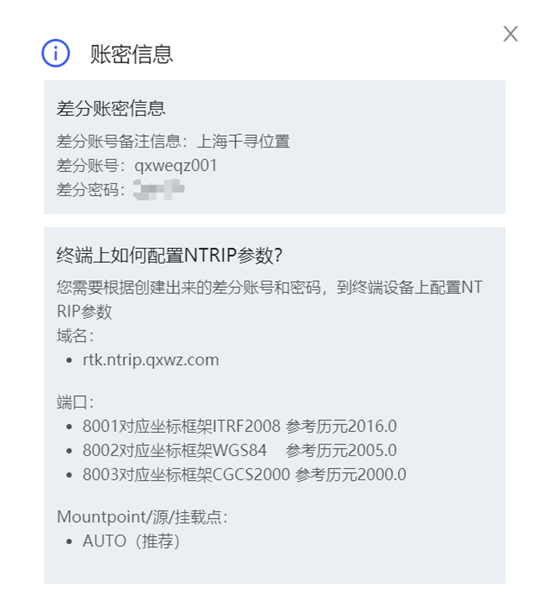 账密信息
差分账密信息
差分账号备注信息：上海千寻位置
差分账号：qxweqz001
差分密码：
终端上如何配置NTRIP参数？
您需要根据创建出来的差分账号和密码，到终端设备上配置NT
RIP参数
域名：
• rtk.ntrip.qxwz.com
端口：
• 8001对应坐标框架ITRF2008 参考历元2016.0
• 8002对应坐标框架WGS84 参考历元2005.0
• 8003对应坐标框架CGCS2000 参考历元2000.0
Mountpoint/源/挂载点：
• AUTO（推荐）